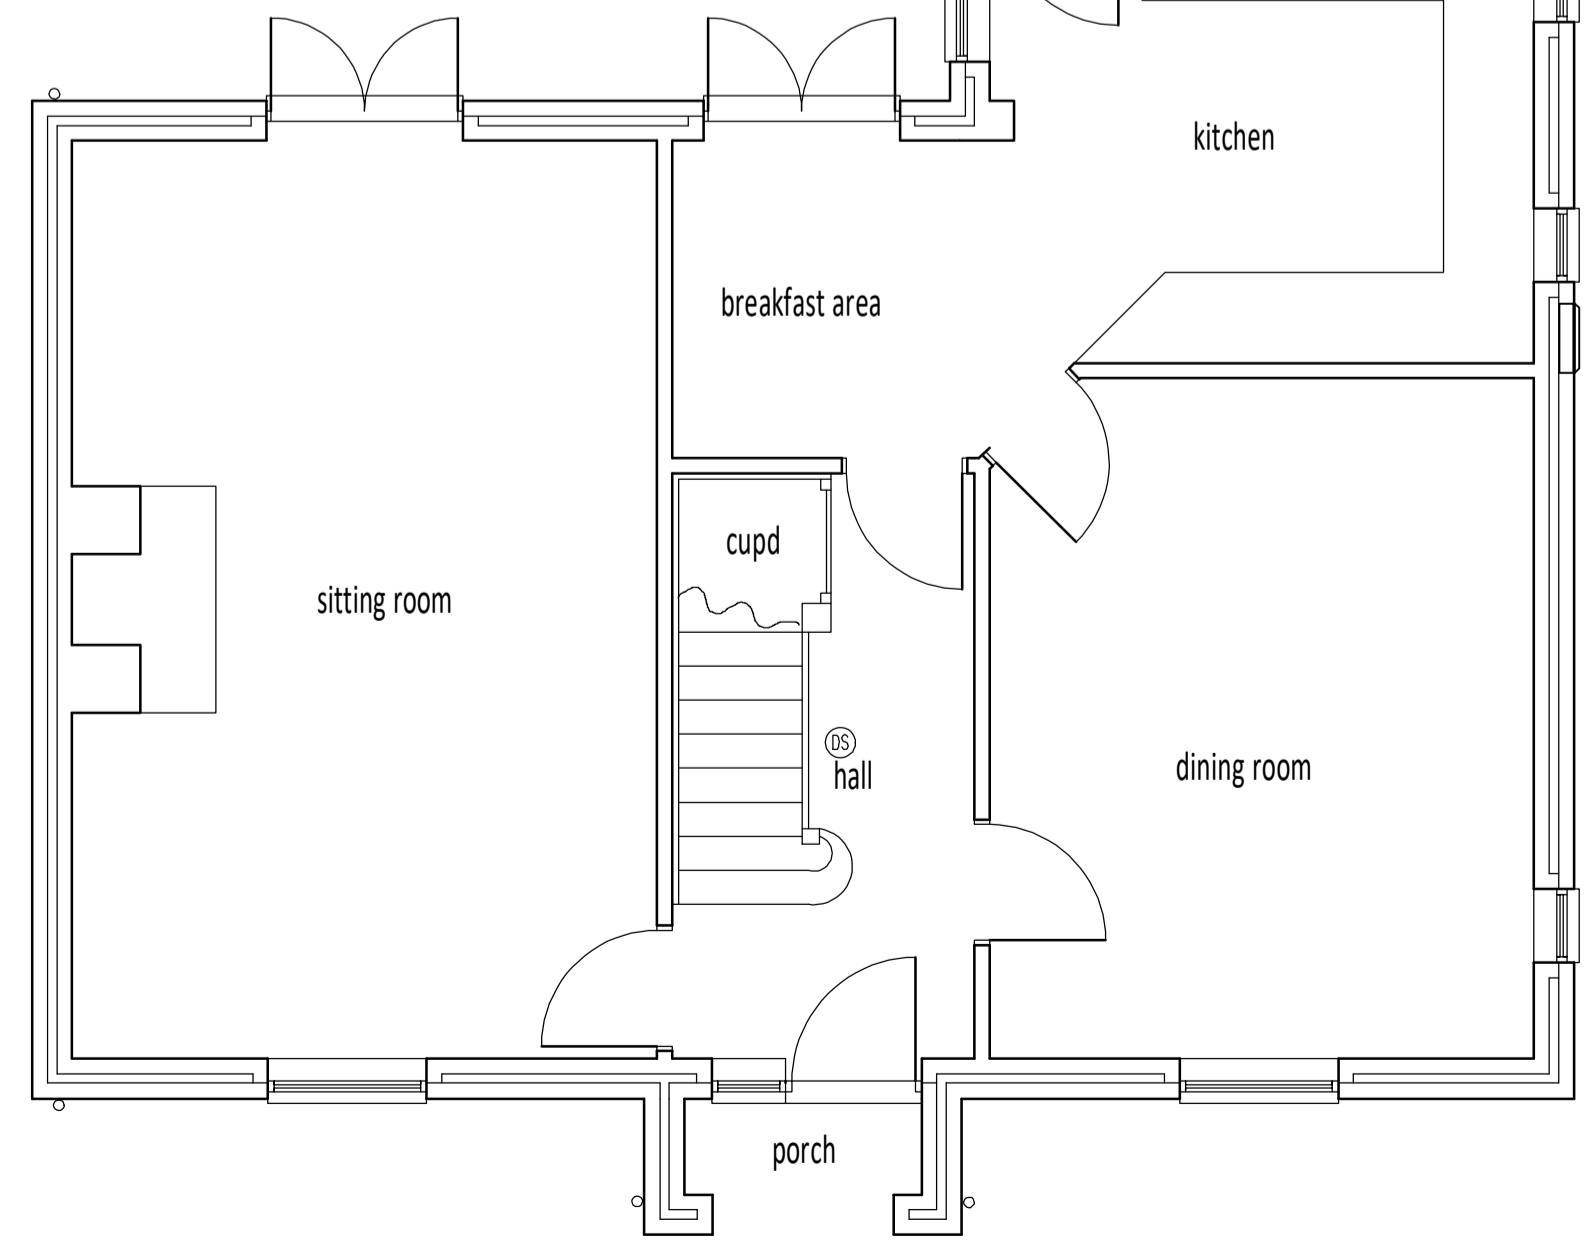 kitchen
breakfast area
cupd
sitting room
DS
hall
dining room
porch